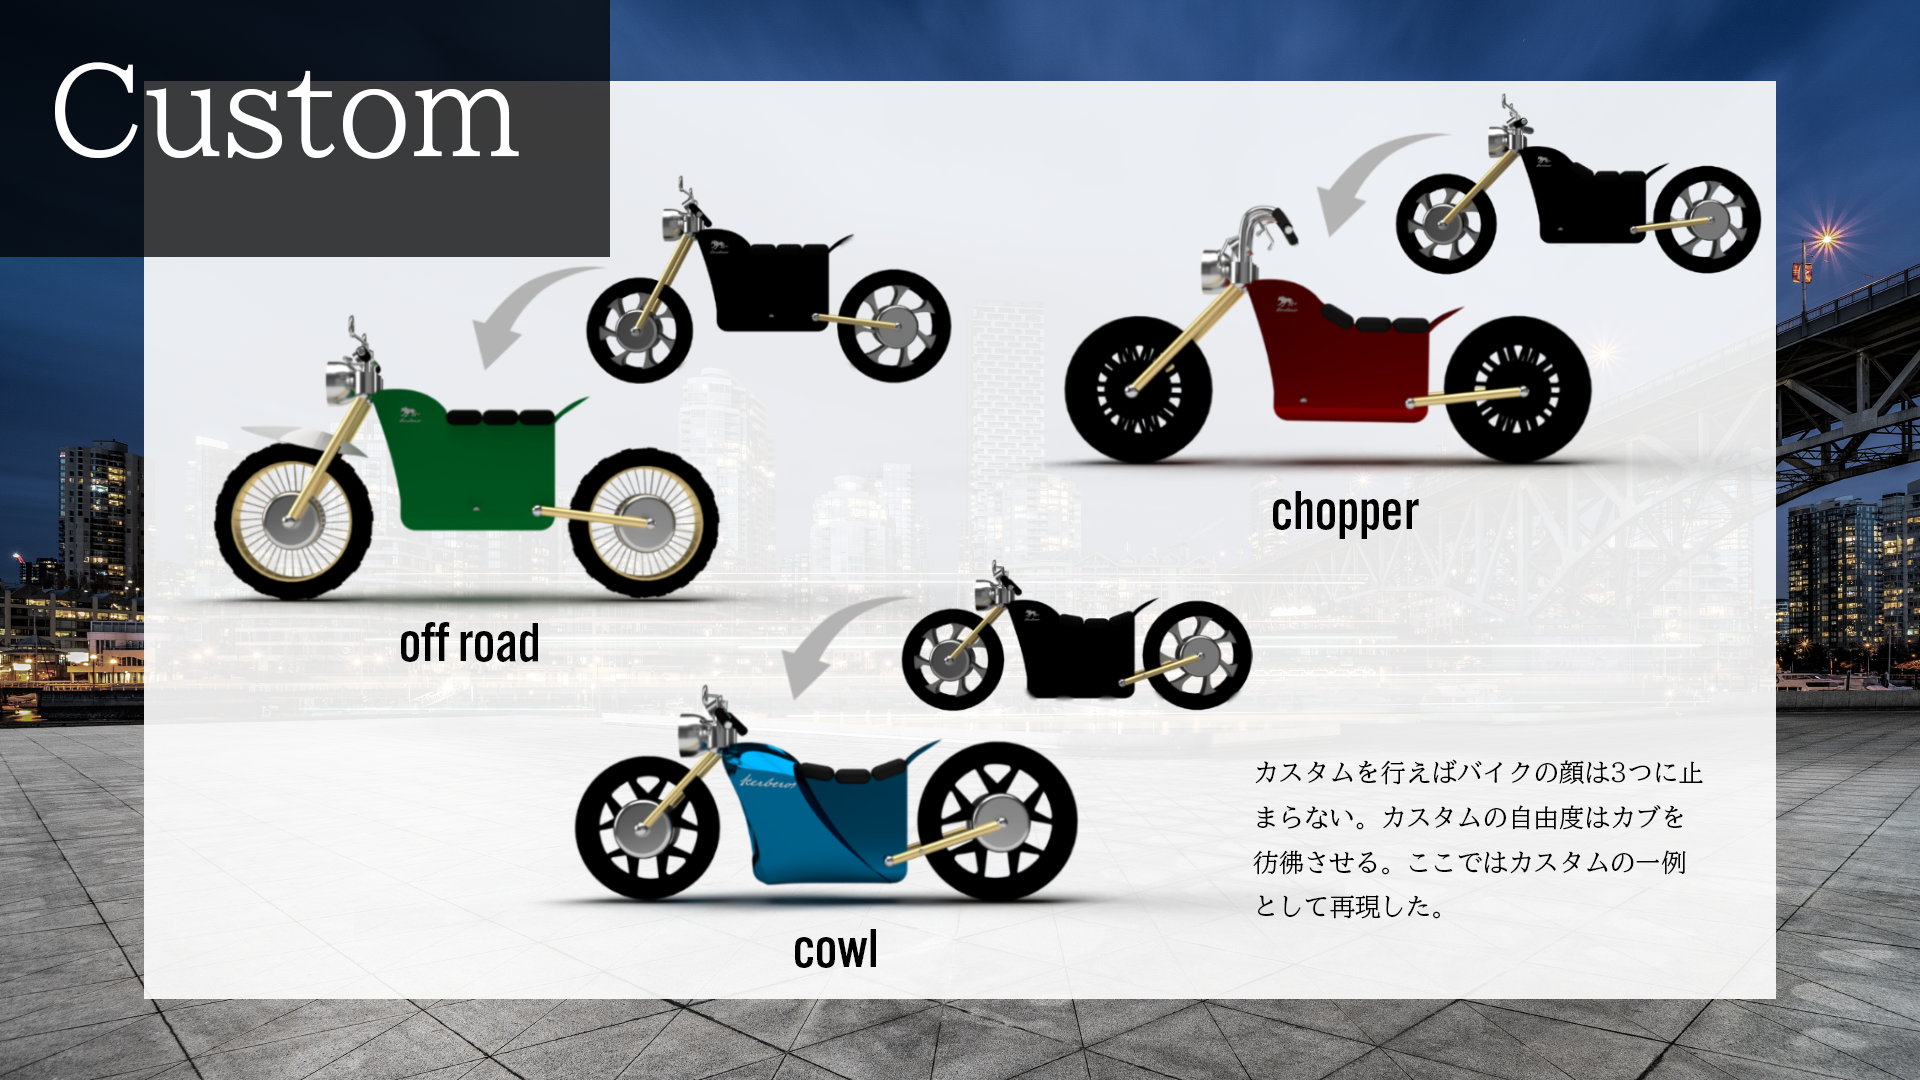 Custom
chopper
off road
Kerberos
cowl
カスタムを行えばバイクの顔は3つに止
まらない。カスタムの自由度はカブを
彷彿させる。ここではカスタムの一例
として再現した。